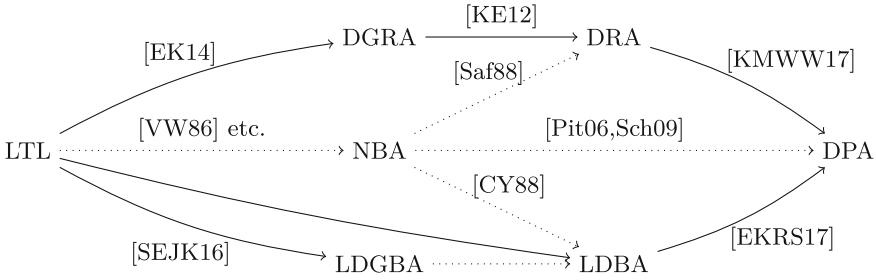 [KE12]
DGRA DRA
[EK14] [KMWW17]
[Saf88]
[VW86] etc. [Pit06,Sch09]
LTL NBA DPA
[CY88]
[SEJK16] [EKRS17]
LDGBA LDBA